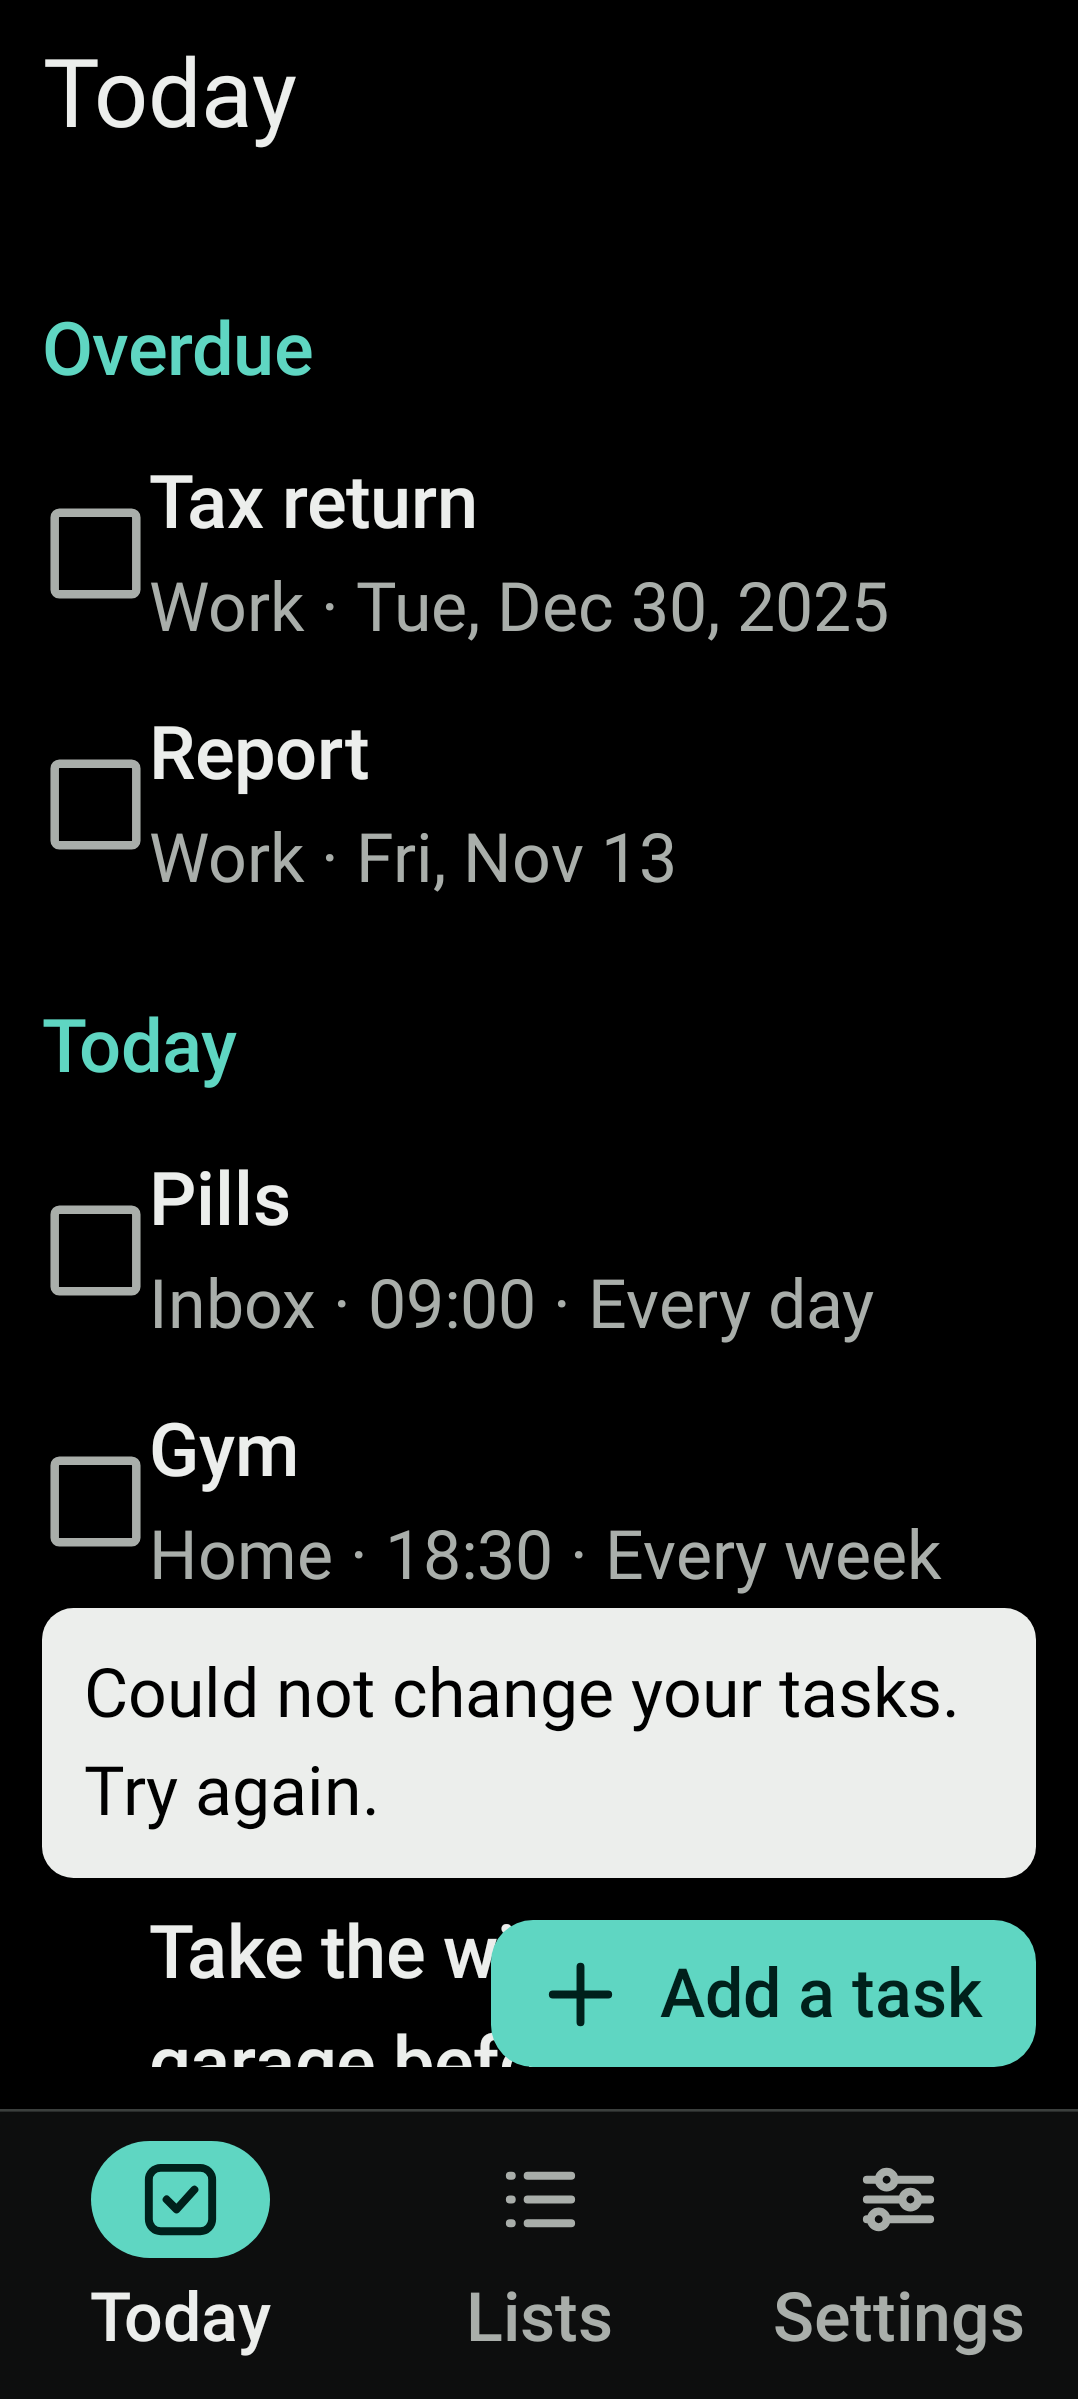 Today
Overdue
Tax return
Work · Tue, Dec 30, 2025
Report
Work · Fri, Nov 13
Today
Pills
Inbox · 09:00 · Every day
Gym
Home · 18:30 · Every week
Could not change your tasks.
Try again.
Take the
garage
Add a task
Today
Lists
Settings